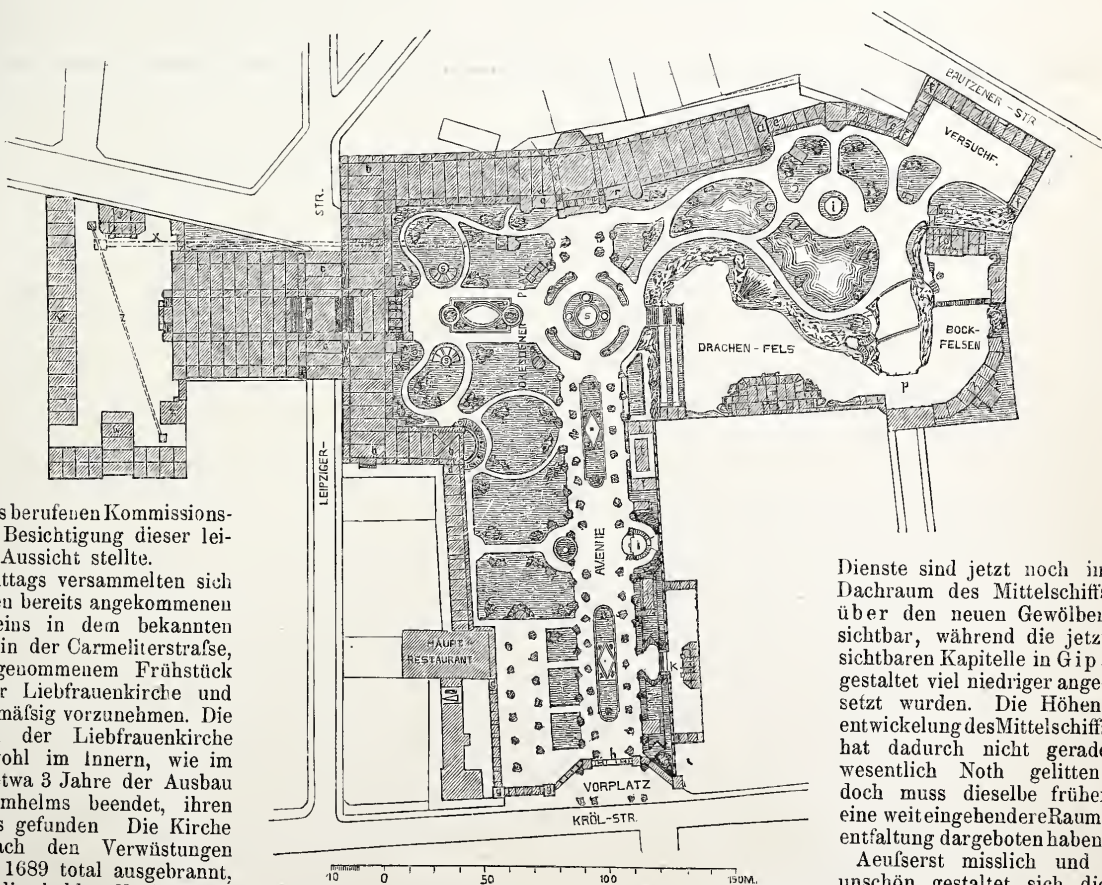 BAUTZENER-STR.
VERSUCHF.
STR.
DRESDENER P
DRACHEN-FELS
BOCK-
FELSEN
LEIPZIGER-
AVENUE
HAUPT
RESTAURANT
VORPLATZ
KRÖL-STR.
10 0 50 100 150M.
s berufenen Kommissions-
Besichtigung dieser lei-
Aussicht stellte.
ttags versammelten sich
en bereits angekommenen
eins in dem bekannten
in der Carmeliterstraſse,
genommenem Frühstück
r Liebfrauenkirche und
mäſsig vorzunehmen. Die
der Liebfrauenkirche
ohl im Innern, wie im
etwa 3 Jahre der Ausbau
mhelms beendet, ihren
s gefunden Die Kirche
ach den Verwüstungen
1689 total ausgebrannt,
Dienste sind jetzt noch im
Dachraum des Mittelschiffs
über den neuen Gewölben
sichtbar, während die jetzt
sichtbaren Kapitelle in Gips
gestaltet viel niedriger ange-
setzt wurden. Die Höhen-
entwickelung des Mittelschiffs
hat dadurch nicht gerade
wesentlich Noth gelitten,
doch muss dieselbe früher
eine weit eingehendere Raum-
entfaltung dargeboten haben.
Aeuſserst misslich und
unschön gestaltet sich die